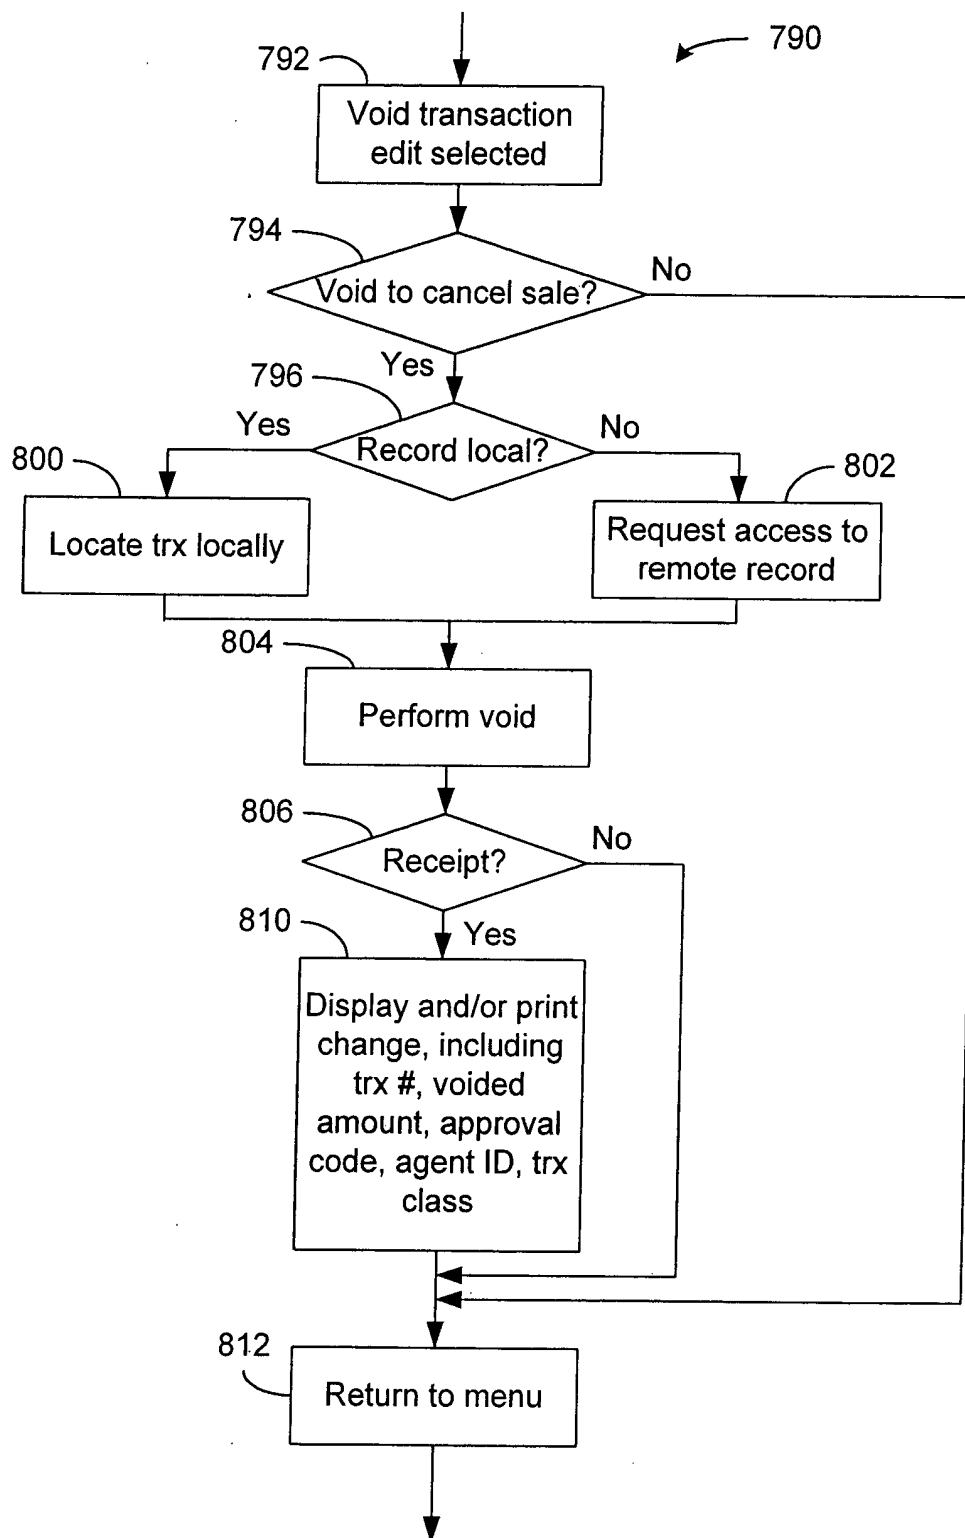 790
792
Void transaction
edit selected
794
Void to cancel sale?
No
Yes
796
Yes
Record local?
No
800
802
Locate trx locally
Request access to
remote record
804
Perform void
806
Receipt?
No
810
Yes
Display and/or print
change, including
trx #, voided
amount, approval
code, agent ID, trx
class
812
Return to menu